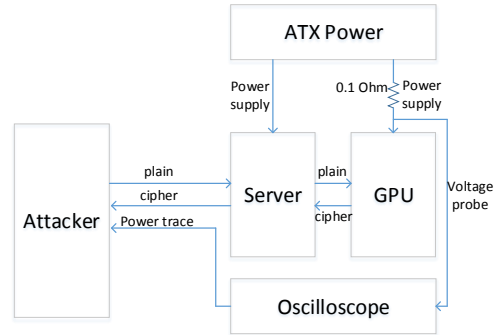 ATX Power
Power
supply
0.1 Ohm
Power
supply
plain
cipher
Power trace
Attacker
Server
plain
cipher
GPU
Voltage
probe
Oscilloscope